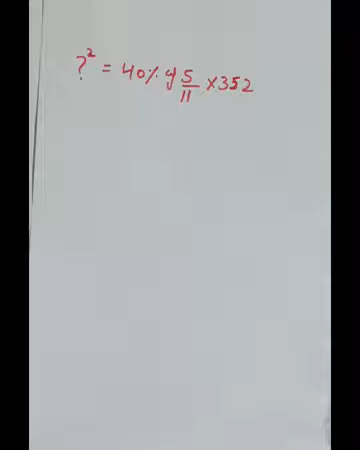 ?² = 40% of 5/11 ×352